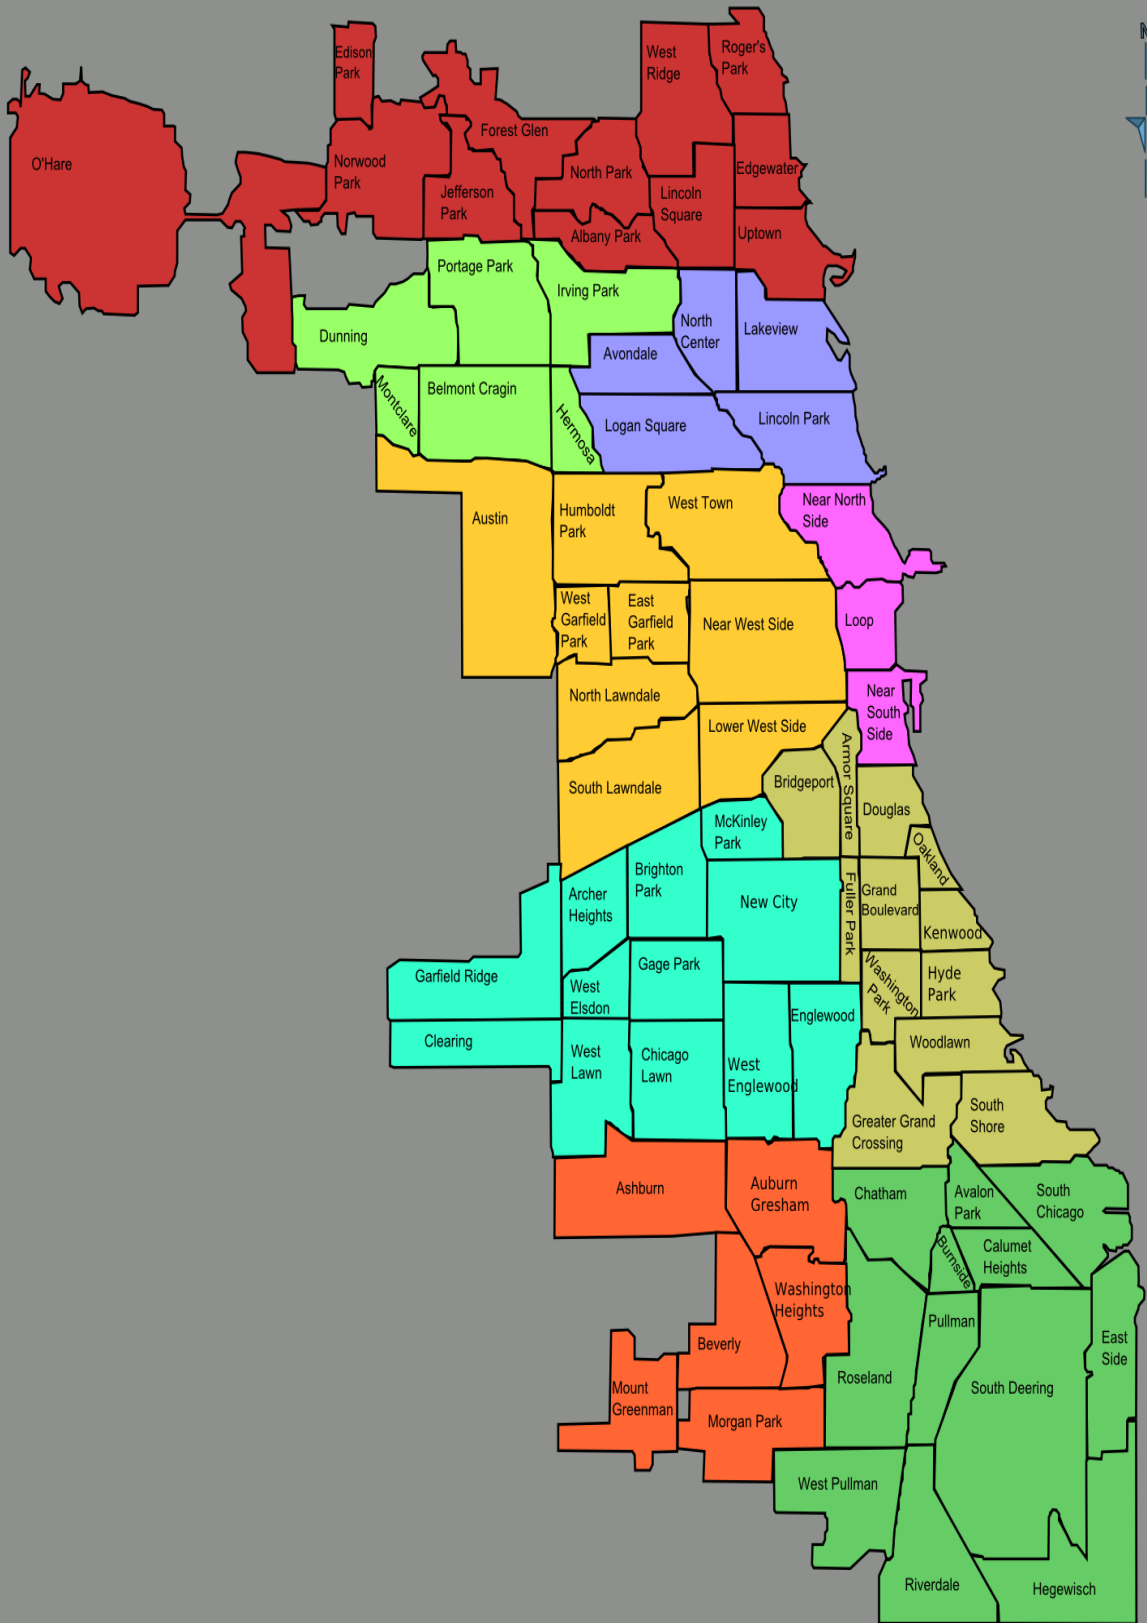 N
Edison
Park
West
Ridge
Roger's
Park
O'Hare
Norwood
Park
Forest Glen
Jefferson
Park
North Park
Lincoln
Square
Edgewater
Albany Park
Uptown
Portage Park
Irving Park
Dunning
North
Center
Lakeview
Avondale
Montclare
Belmont Cragin
Hermosa
Logan Square
Lincoln Park
Austin
Humboldt
Park
West Town
Near North
Side
West
Garfield
Park
East
Garfield
Park
Near West Side
Loop
North Lawndale
Near
South
Side
Lower West Side
Armor Square
South Lawndale
Bridgeport
Douglas
McKinley
Park
Oakland
Archer
Heights
Brighton
Park
New City
Fuller Park
Grand
Boulevard
Kenwood
Garfield Ridge
West
Elsdon
Gage Park
Washington
Park
Hyde
Park
Englewood
Clearing
West
Lawn
Chicago
Lawn
West
Englewood
Woodlawn
Greater Grand
Crossing
South
Shore
Ashburn
Auburn
Gresham
Chatham
Avalon
Park
South
Chicago
Burnside
Calumet
Heights
Washington
Heights
Beverly
Pullman
East
Side
Mount
Greenman
Roseland
South Deering
Morgan Park
West Pullman
Riverdale
Hegewisch